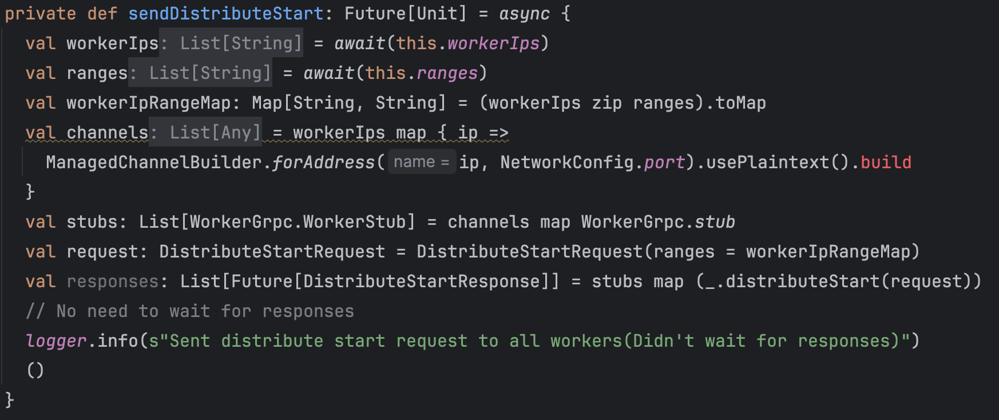 private def sendDistributeStart: Future[Unit] = async {
val workerIps: List[String] = await(this.workerIps)
val ranges: List[String] = await(this.ranges)
val workerIpRangeMap: Map[String, String] = (workerIps zip ranges).toMap
val channels: List[Any] = workerIps map { ip =>
ManagedChannelBuilder.forAddress( name = ip, NetworkConfig.port).usePlaintext().build
}
val stubs: List[WorkerGrpc.WorkerStub] = channels map WorkerGrpc.stub
val request: DistributeStartRequest = DistributeStartRequest(ranges = workerIpRangeMap)
val responses: List[Future[DistributeStartResponse]] = stubs map (_.distributeStart(request))
// No need to wait for responses
logger.info(s"Sent distribute start request to all workers(Didn't wait for responses)")
()
}